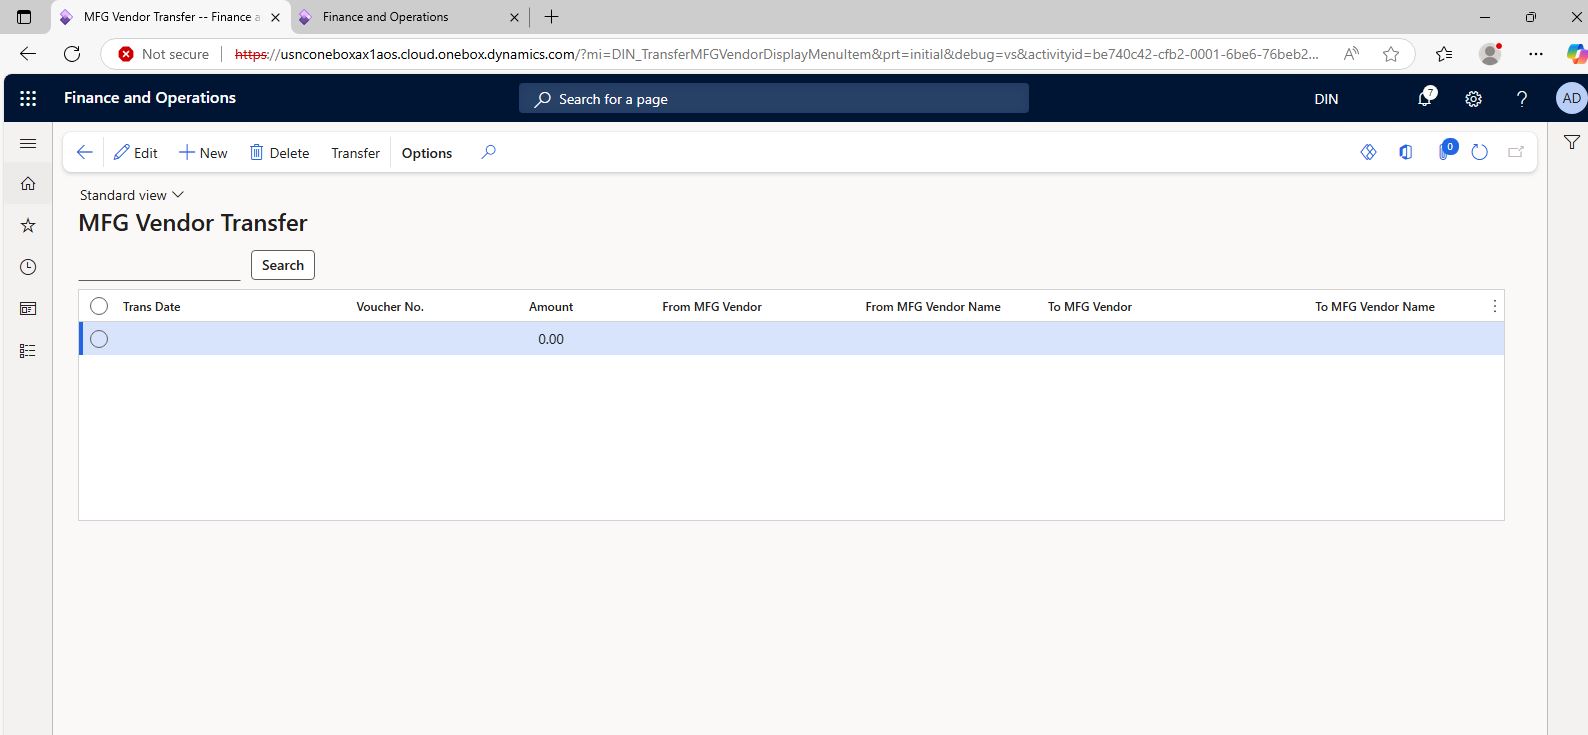 MFG Vendor Transfer -- Finance a
Finance and Operations
Not secure
https://usnconeboxax1aos.cloud.onebox.dynamics.com/?mi=DIN_TransferMFGVendorDisplayMenuItem&prt=initial&debug=vs&activityid=be740c42-cfb2-0001-6be6-76beb2...
Finance and Operations
Search for a page
DIN
7
?
AD
Edit
New
Delete
Transfer
Options
0
Standard view
MFG Vendor Transfer
Search
Trans Date
Voucher No.
Amount
From MFG Vendor
From MFG Vendor Name
To MFG Vendor
To MFG Vendor Name
0.00